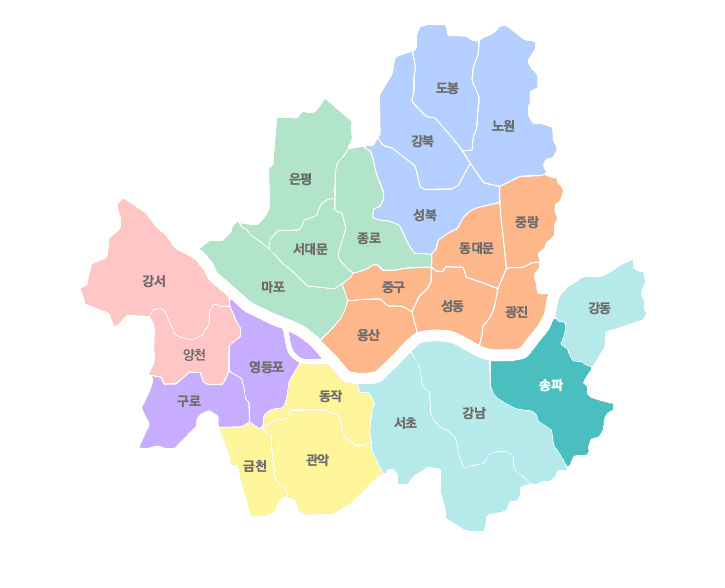 도봉
노원
강북
은평
성북
중랑
종로
동대문
서대문
강서
마포
중구
성동
광진
강동
용산
양천
영등포
송파
동작
구로
강남
서초
관악
금천